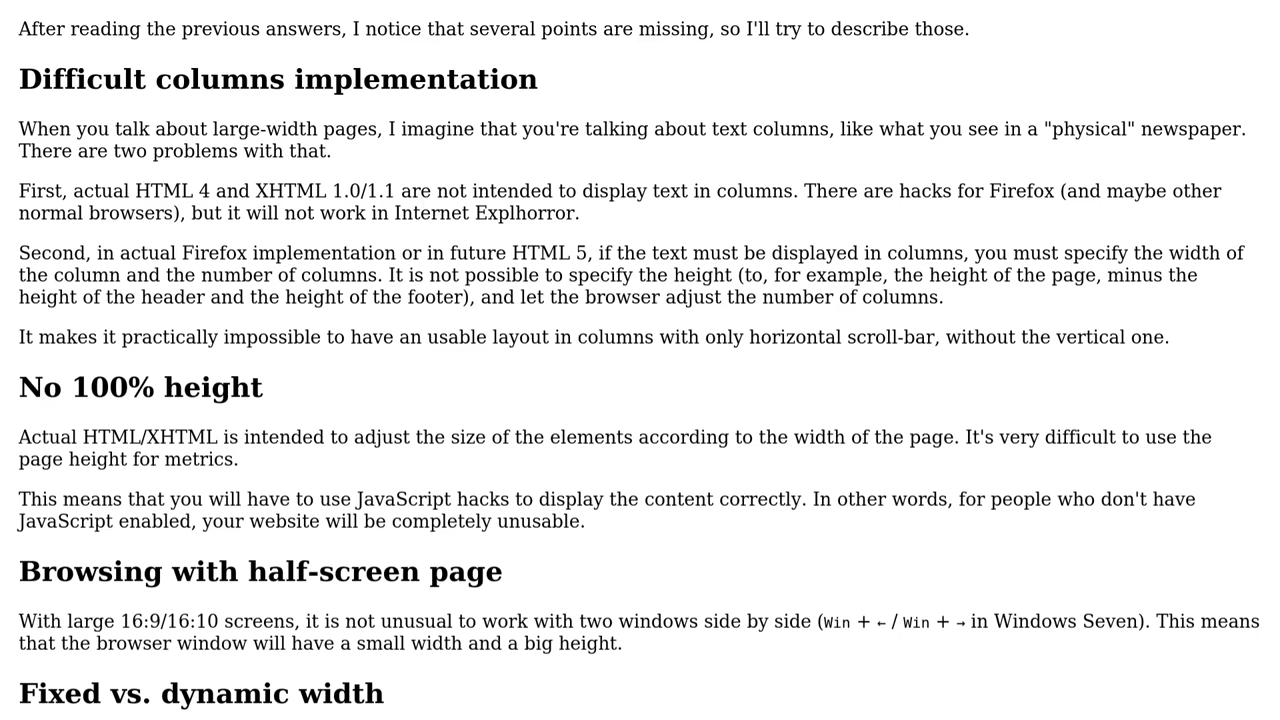 After reading the previous answers, I notice that several points are missing, so I'll try to describe those.
Difficult columns implementation
When you talk about large-width pages, I imagine that you're talking about text columns, like what you see in a "physical" newspaper.
There are two problems with that.
First, actual HTML 4 and XHTML 1.0/1.1 are not intended to display text in columns. There are hacks for Firefox (and maybe other
normal browsers), but it will not work in Internet Explhorror.
Second, in actual Firefox implementation or in future HTML 5, if the text must be displayed in columns, you must specify the width of
the column and the number of columns. It is not possible to specify the height (to, for example, the height of the page, minus the
height of the header and the height of the footer), and let the browser adjust the number of columns.
It makes it practically impossible to have an usable layout in columns with only horizontal scroll-bar, without the vertical one.
No 100% height
Actual HTML/XHTML is intended to adjust the size of the elements according to the width of the page. It's very difficult to use the
page height for metrics.
This means that you will have to use JavaScript hacks to display the content correctly. In other words, for people who don't have
JavaScript enabled, your website will be completely unusable.
Browsing with half-screen page
With large 16:9/16:10 screens, it is not unusual to work with two windows side by side (Win + ← / Win + → in Windows Seven). This means
that the browser window will have a small width and a big height.
Fixed vs. dynamic width